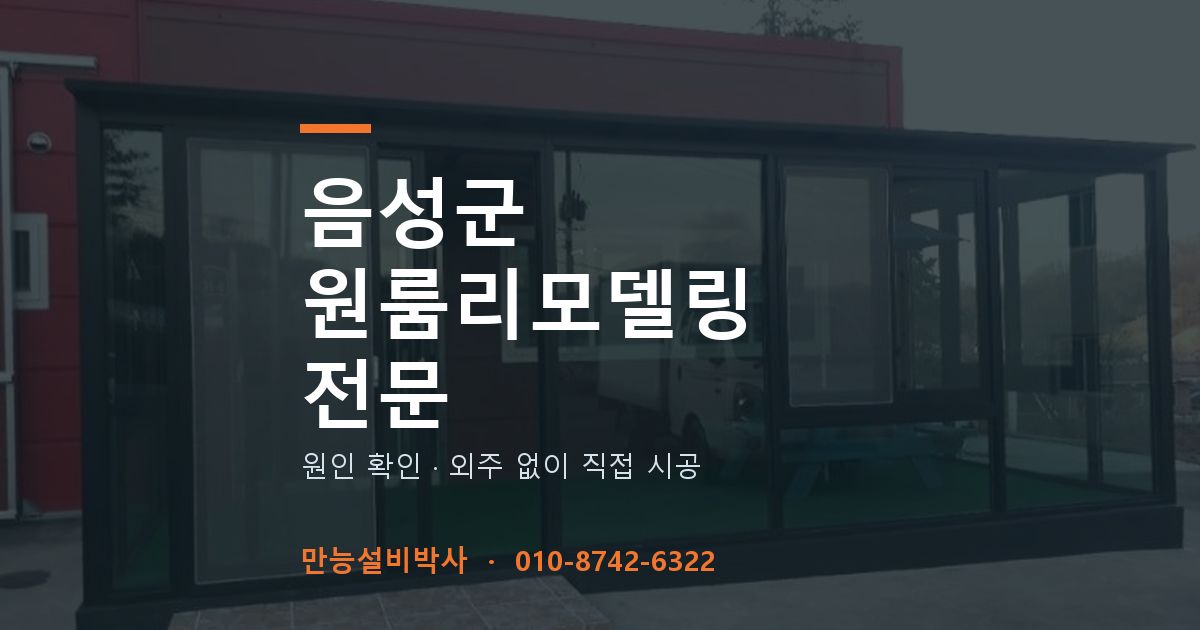 음성군
원룸리모델링
전문
원인 확인 · 외주 없이 직접 시공
만능설비박사 · 010-8742-6322